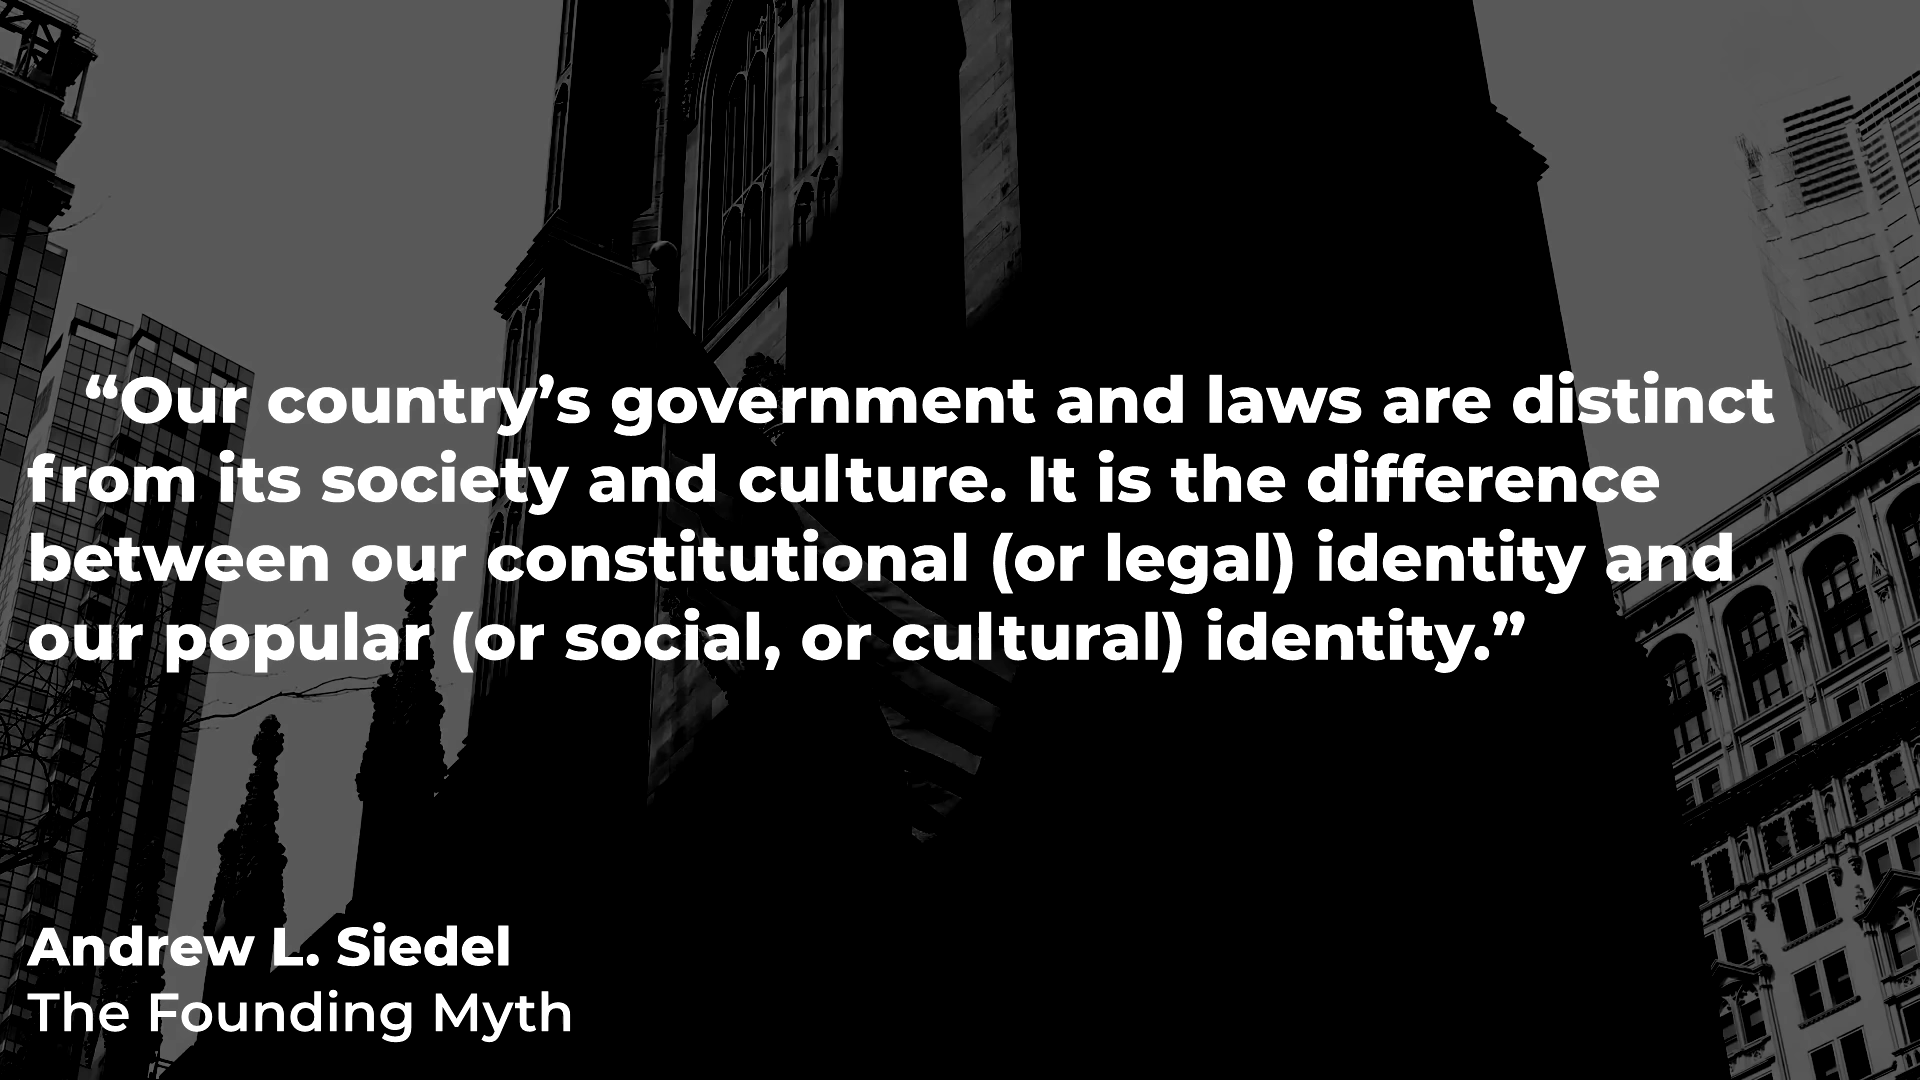 “Our country’s government and laws are distinct
from its society and culture. It is the difference
between our constitutional (or legal) identity and
our popular (or social, or cultural) identity.”
Andrew L. Siedel
The Founding Myth